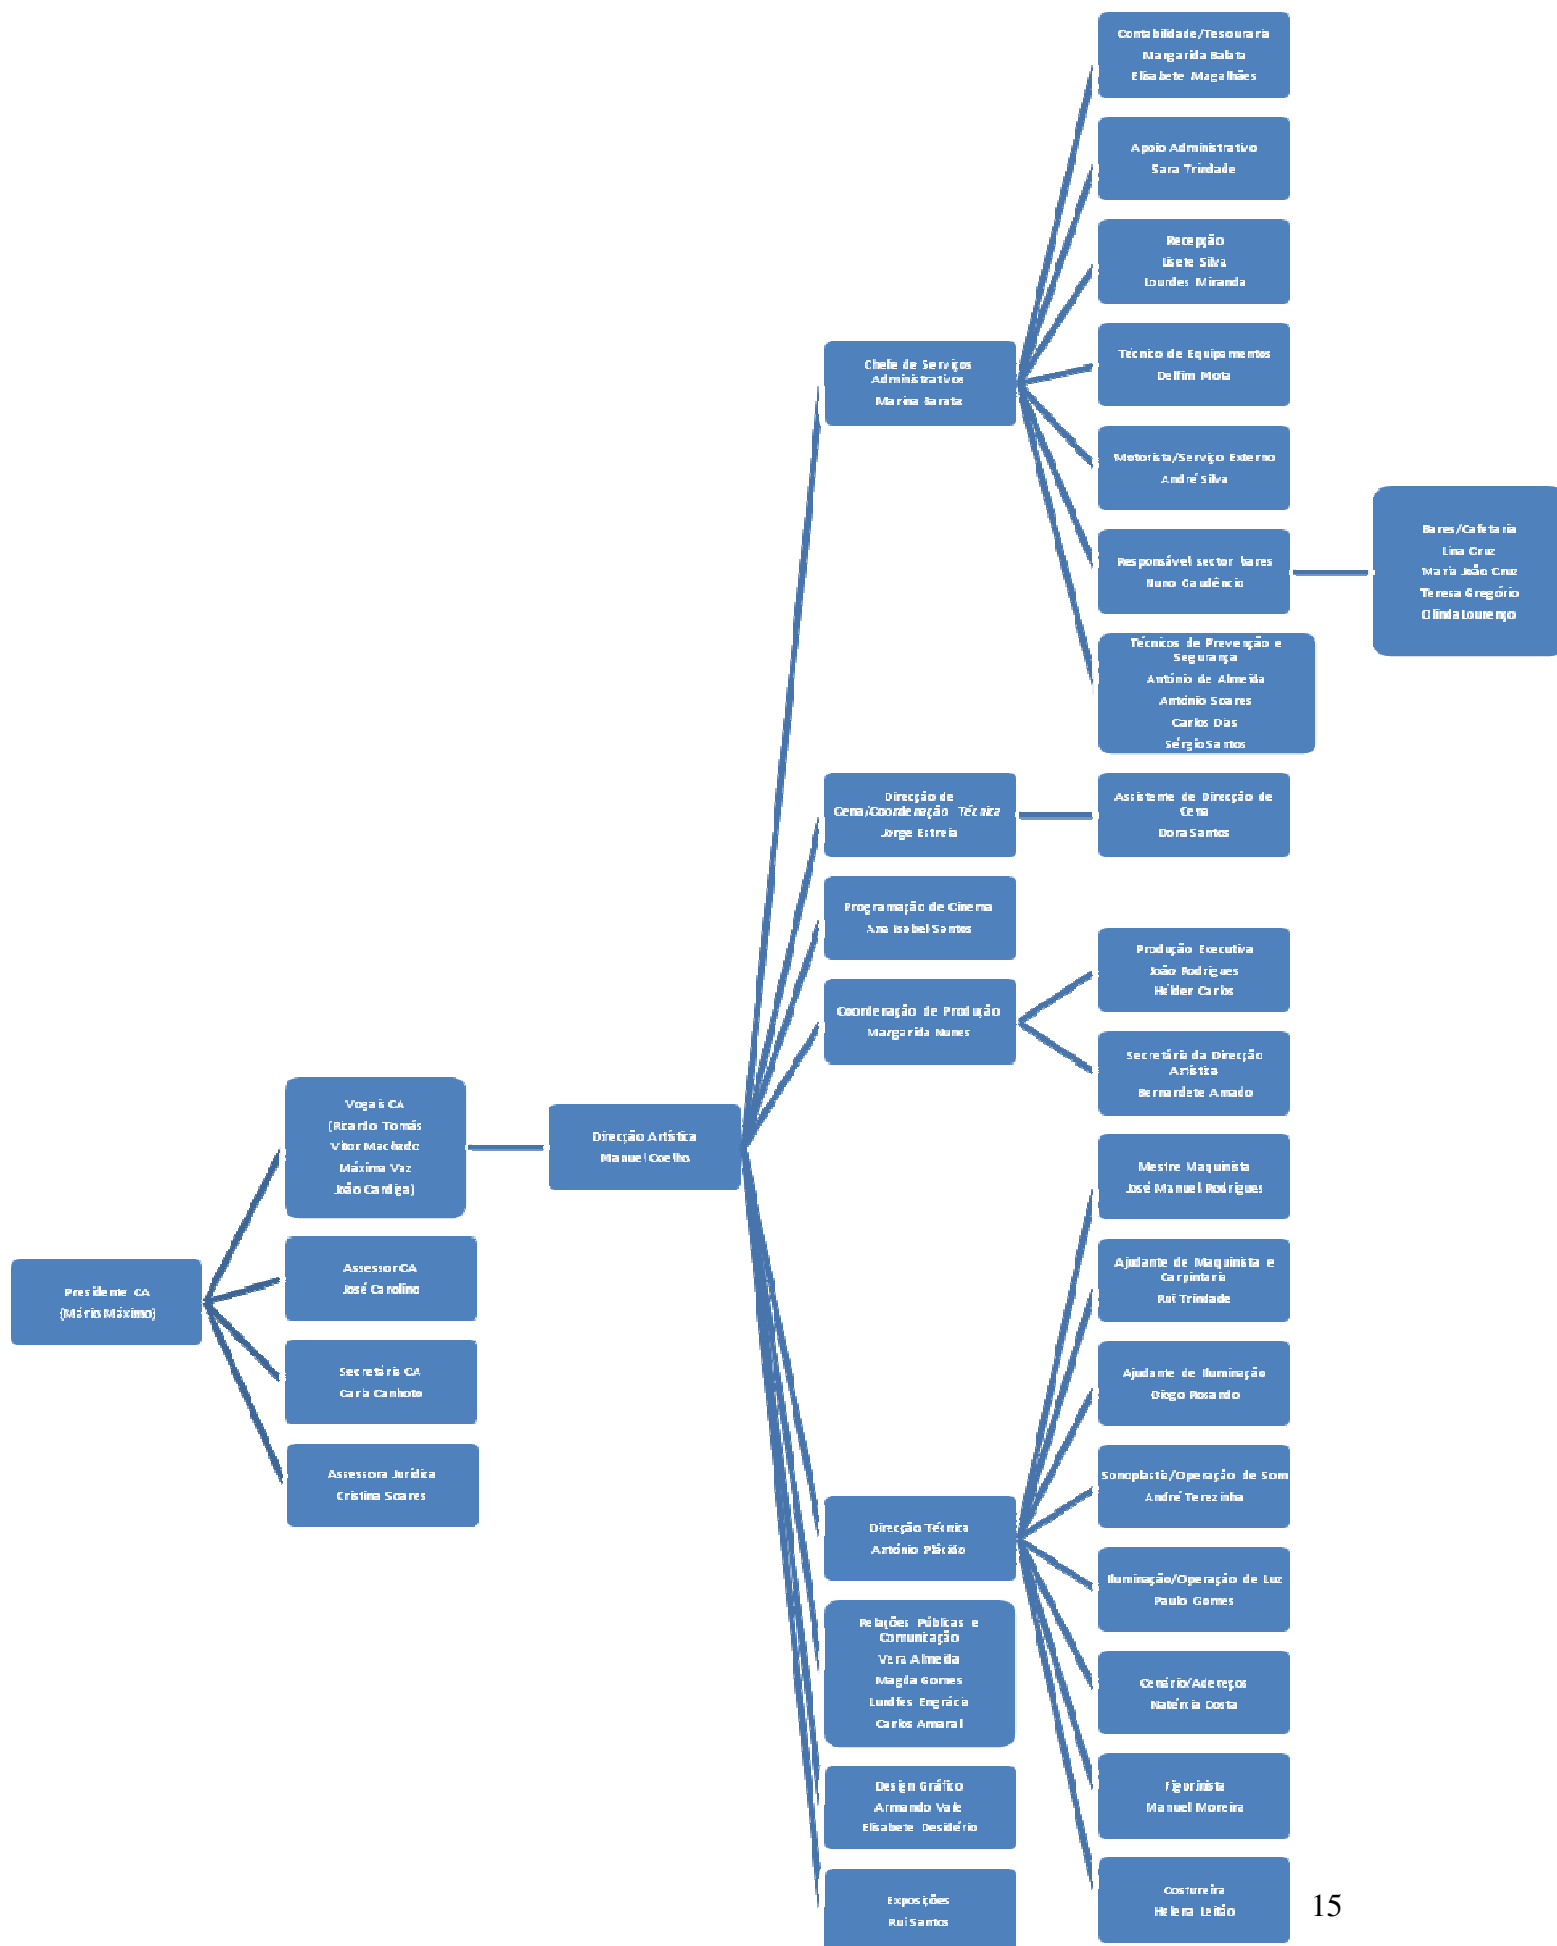 Contabilidade/Tesouraria
Margarida Balata
Elisabete Magalhães
Apoio Administrativo
Sara Trindade
Recepção
Lisete Silva
Lourdes Miranda
Técnico de Equipamentos
Delfim Mota
Chefe de Serviços
Administrativos
Marina Barata
Motorista/Serviço Externo
André Silva
Responsável sector bares
Nuno Gaudêncio
Bares/Cafetaria
Lina Cruz
Maria João Cruz
Teresa Gregório
Olinda Lourenço
Técnicos de Prevenção e
Segurança
António de Almeida
António Soares
Carlos Dias
Sérgio Santos
Direcção de
Cena/Coordenação Técnica
Jorge Estreia
Assistente de Direcção de
Cena
Dora Santos
Programação de Cinema
Ana Isabel Santos
Produção Executiva
João Rodrigues
Hélder Carlos
Coordenação de Produção
Margarida Nunes
Secretária da Direcção
Artística
Bernardete Amado
Vogais CA
(Ricardo Tomás
Vítor Machado
Máxima Vaz
João Cardiga)
Direcção Artística
Manuel Coelho
Mestre Maquinista
José Manuel Rodrigues
Presidente CA
(Mário Máximo)
Assessor CA
José Carolino
Ajudante de Maquinista e
Carpintaria
Rui Trindade
Secretária CA
Carla Canhoto
Ajudante de Iluminação
Diogo Rosando
Assessora Jurídica
Cristina Soares
Sonoplastia/Operação de Som
André Terezinha
Direcção Técnica
António Plácido
Iluminação/Operação de Luz
Paulo Gomes
Relações Públicas e
Comunicação
Vera Almeida
Magda Gomes
Engrácia
Carlos Amaral
Cenário/Adereços
Natércia Costa
Design Gráfico
Armando Vale
Elisabete Desidério
Figurinista
Manuel Moreira
Exposições
Rui Santos
Costureira
Helena Leitão
15